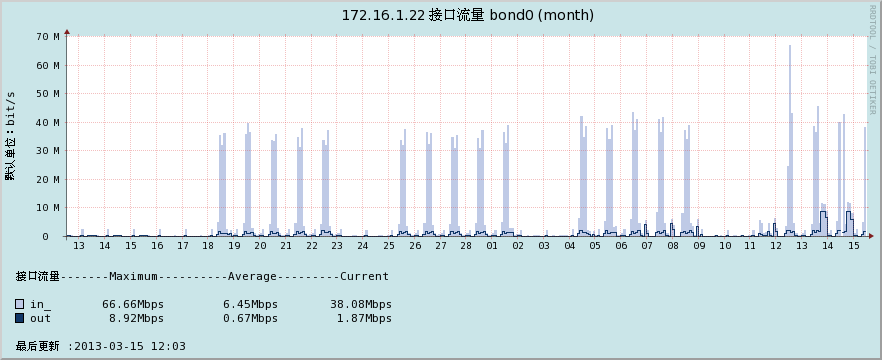 172.16.1.22 接口流量 bond0 (month)
RRDTOOL / TOBI OETIKER
默认单位：bit/s
70 M
60 M
50 M
40 M
30 M
20 M
10 M
0
13 14 15 16 17 18 19 20 21 22 23 24 25 26 27 28 01 02 03 04 05 06 07 08 09 10 11 12 13 14 15
接口流量-------Maximum----------Average---------Current
in_ 66.66Mbps 6.45Mbps 38.08Mbps
out 8.92Mbps 0.67Mbps 1.87Mbps
最后更新 :2013-03-15 12:03